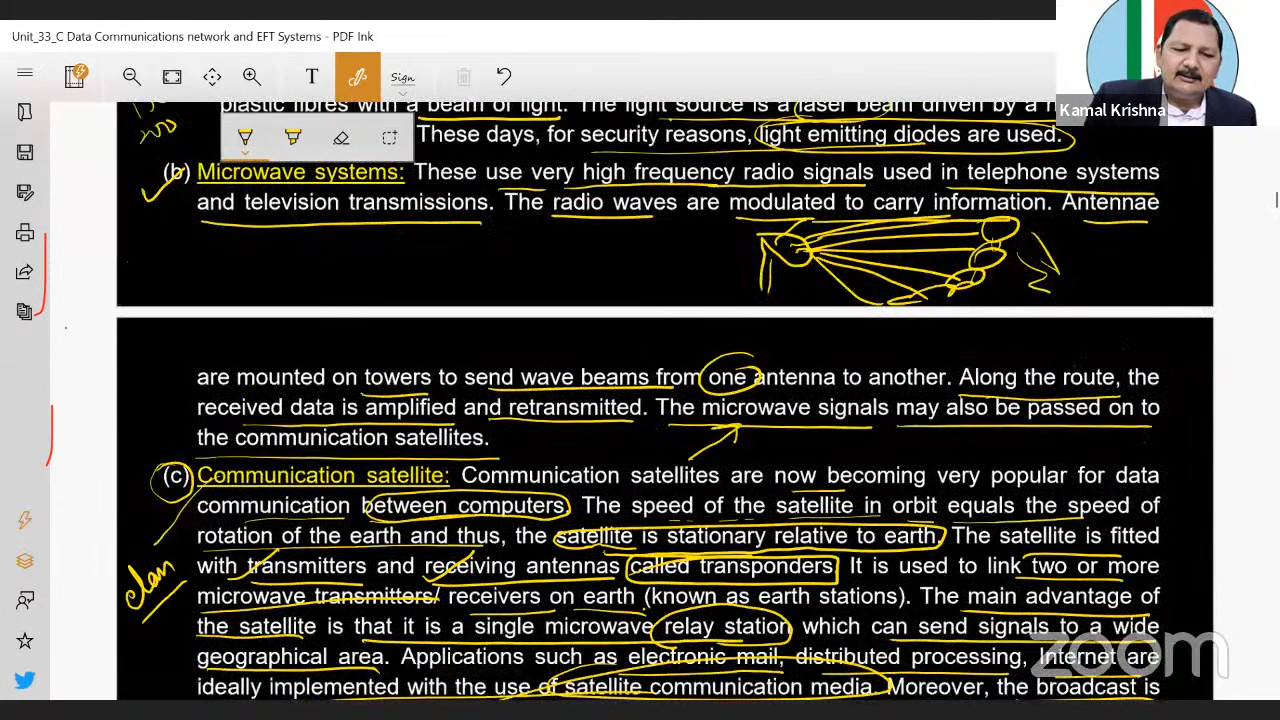 Unit_33_C Data Communications network and EFT Systems - PDF Ink
T
Sign
Kamal Krishna
plastic fibres with a beam of light. The light source is a laser beam driven by a
These days, for security reasons, light emitting diodes are used.
(b) Microwave systems: These use very high frequency radio signals used in telephone systems
and television transmissions. The radio waves are modulated to carry information. Antennae
are mounted on towers to send wave beams from one antenna to another. Along the route, the
received data is amplified and retransmitted. The microwave signals may also be passed on to
the communication satellites.
(c) Communication satellite: Communication satellites are now becoming very popular for data
communication between computers. The speed of the satellite in orbit equals the speed of
rotation of the earth and thus, the satellite is stationary relative to earth. The satellite is fitted
with transmitters and receiving antennas called transponders. It is used to link two or more
microwave transmitters/ receivers on earth (known as earth stations). The main advantage of
the satellite is that it is a single microwave relay station which can send signals to a wide
geographical area. Applications such as electronic mail, distributed processing, Internet are
ideally implemented with the use of satellite communication media. Moreover, the broadcast is
zoom